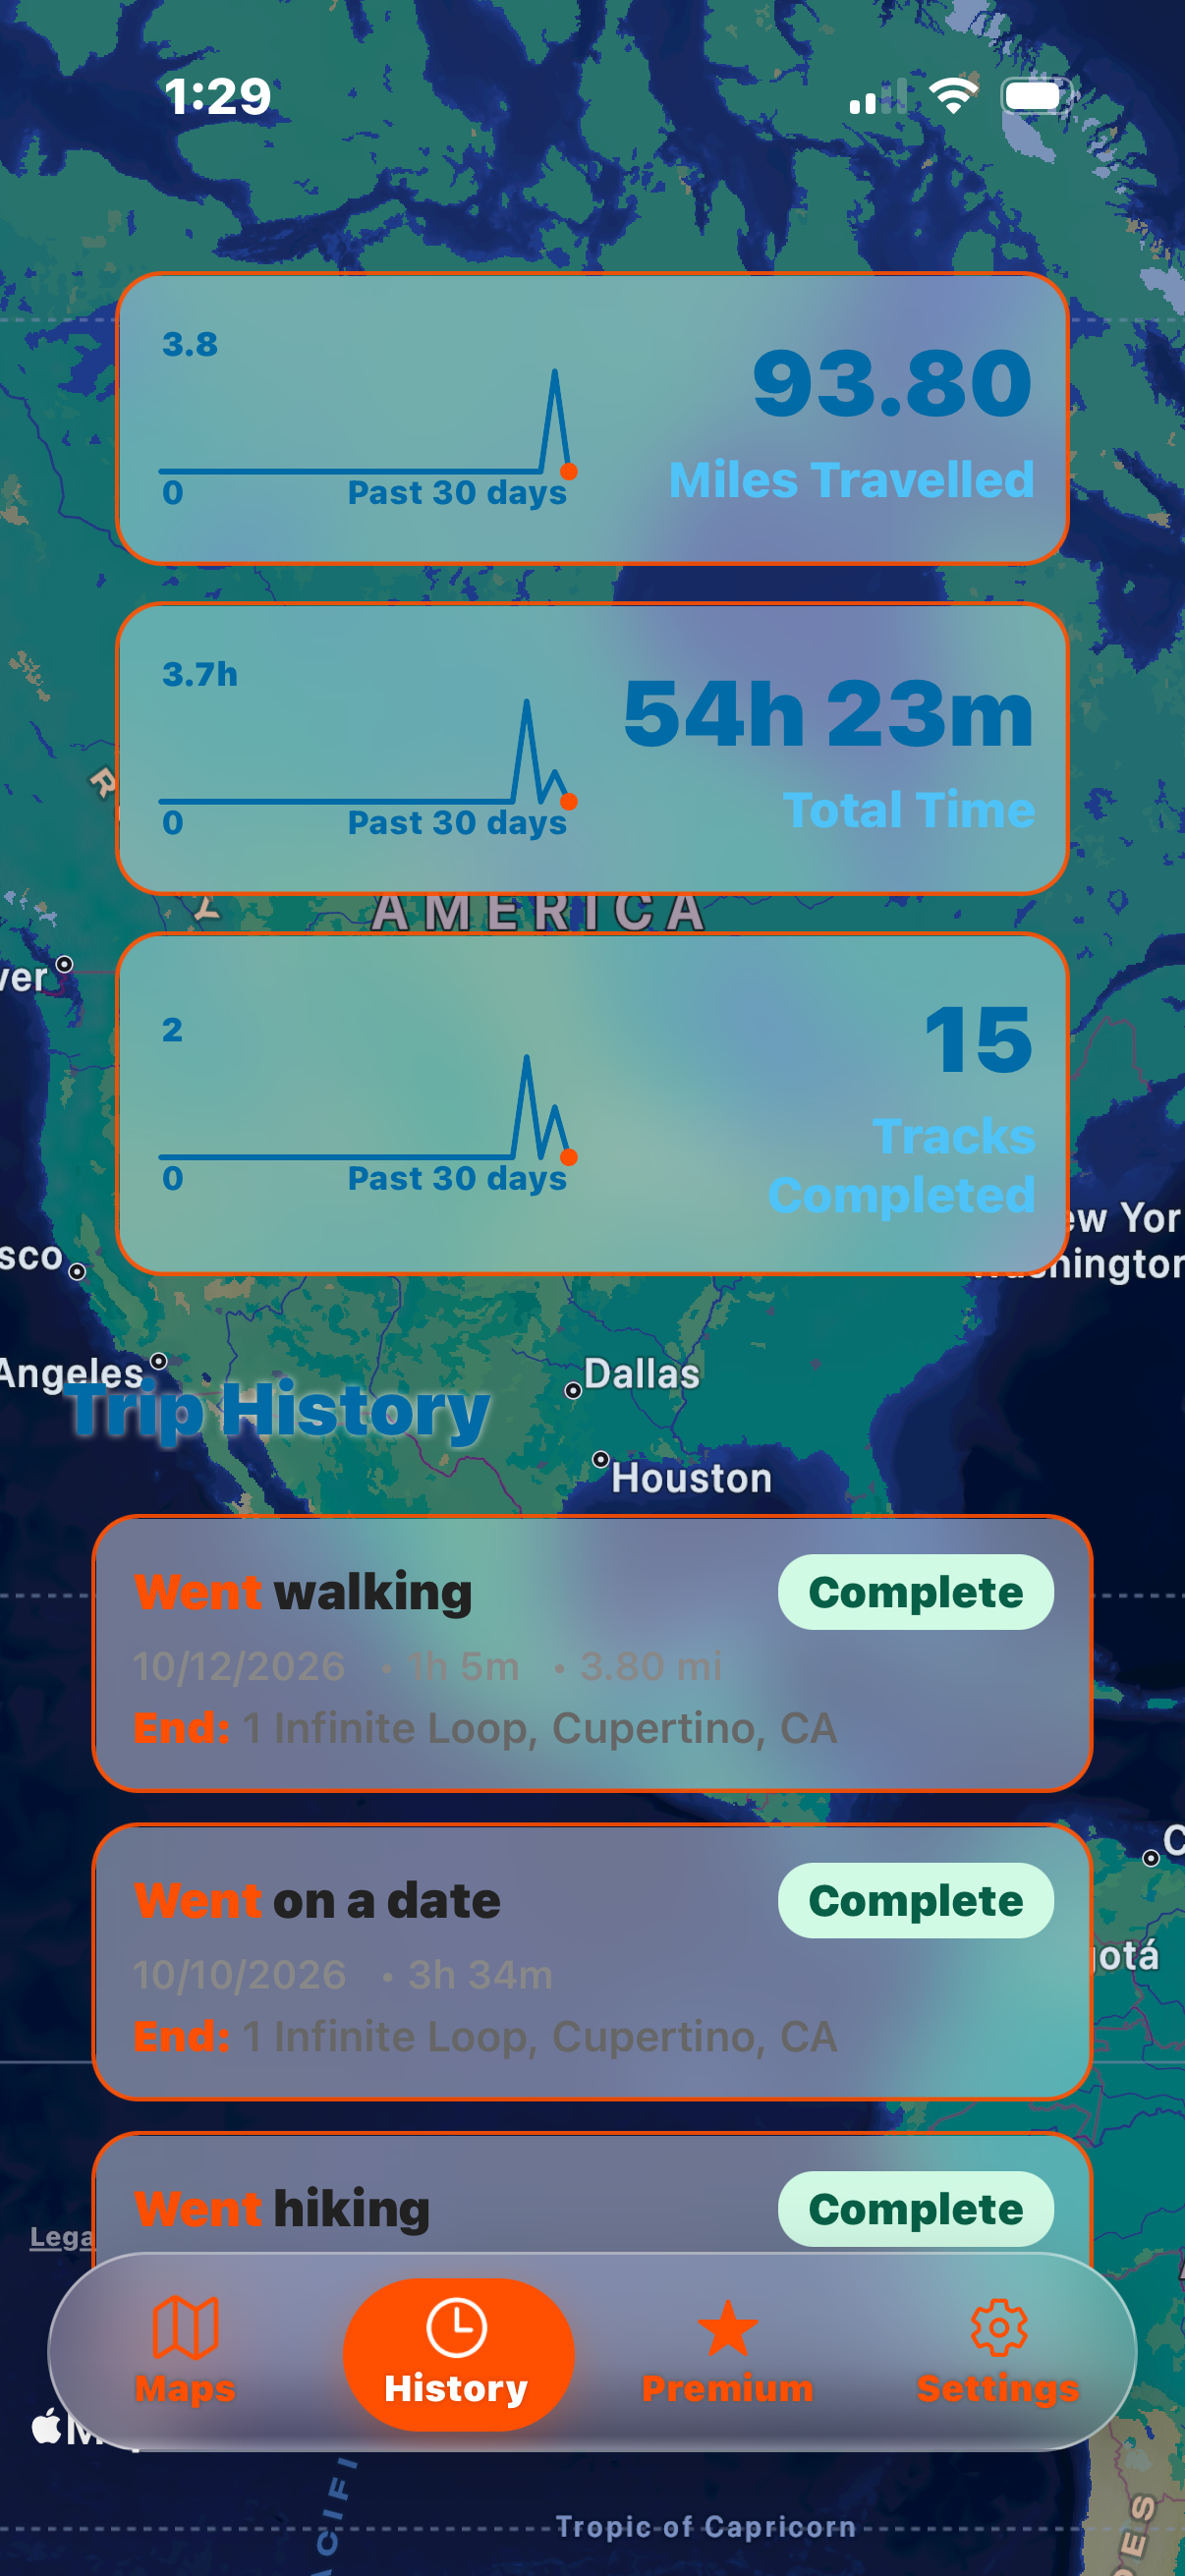 1:29
3.8
93.80
Miles Travelled
0 Past 30 days
3.7h
54h 23m
Total Time
0 Past 30 days
AMERICA
2
15
Tracks
Completed
0 Past 30 days
Dallas
Angeles
Trip History
Houston
Went walking
Complete
10/12/2026 • 1h 5m • 3.80 mi
End: 1 Infinite Loop, Cupertino, CA
Went on a date
Complete
10/10/2026 • 3h 34m
End: 1 Infinite Loop, Cupertino, CA
Went hiking
Complete
Maps
History
Premium
Settings
Tropic of Capricorn